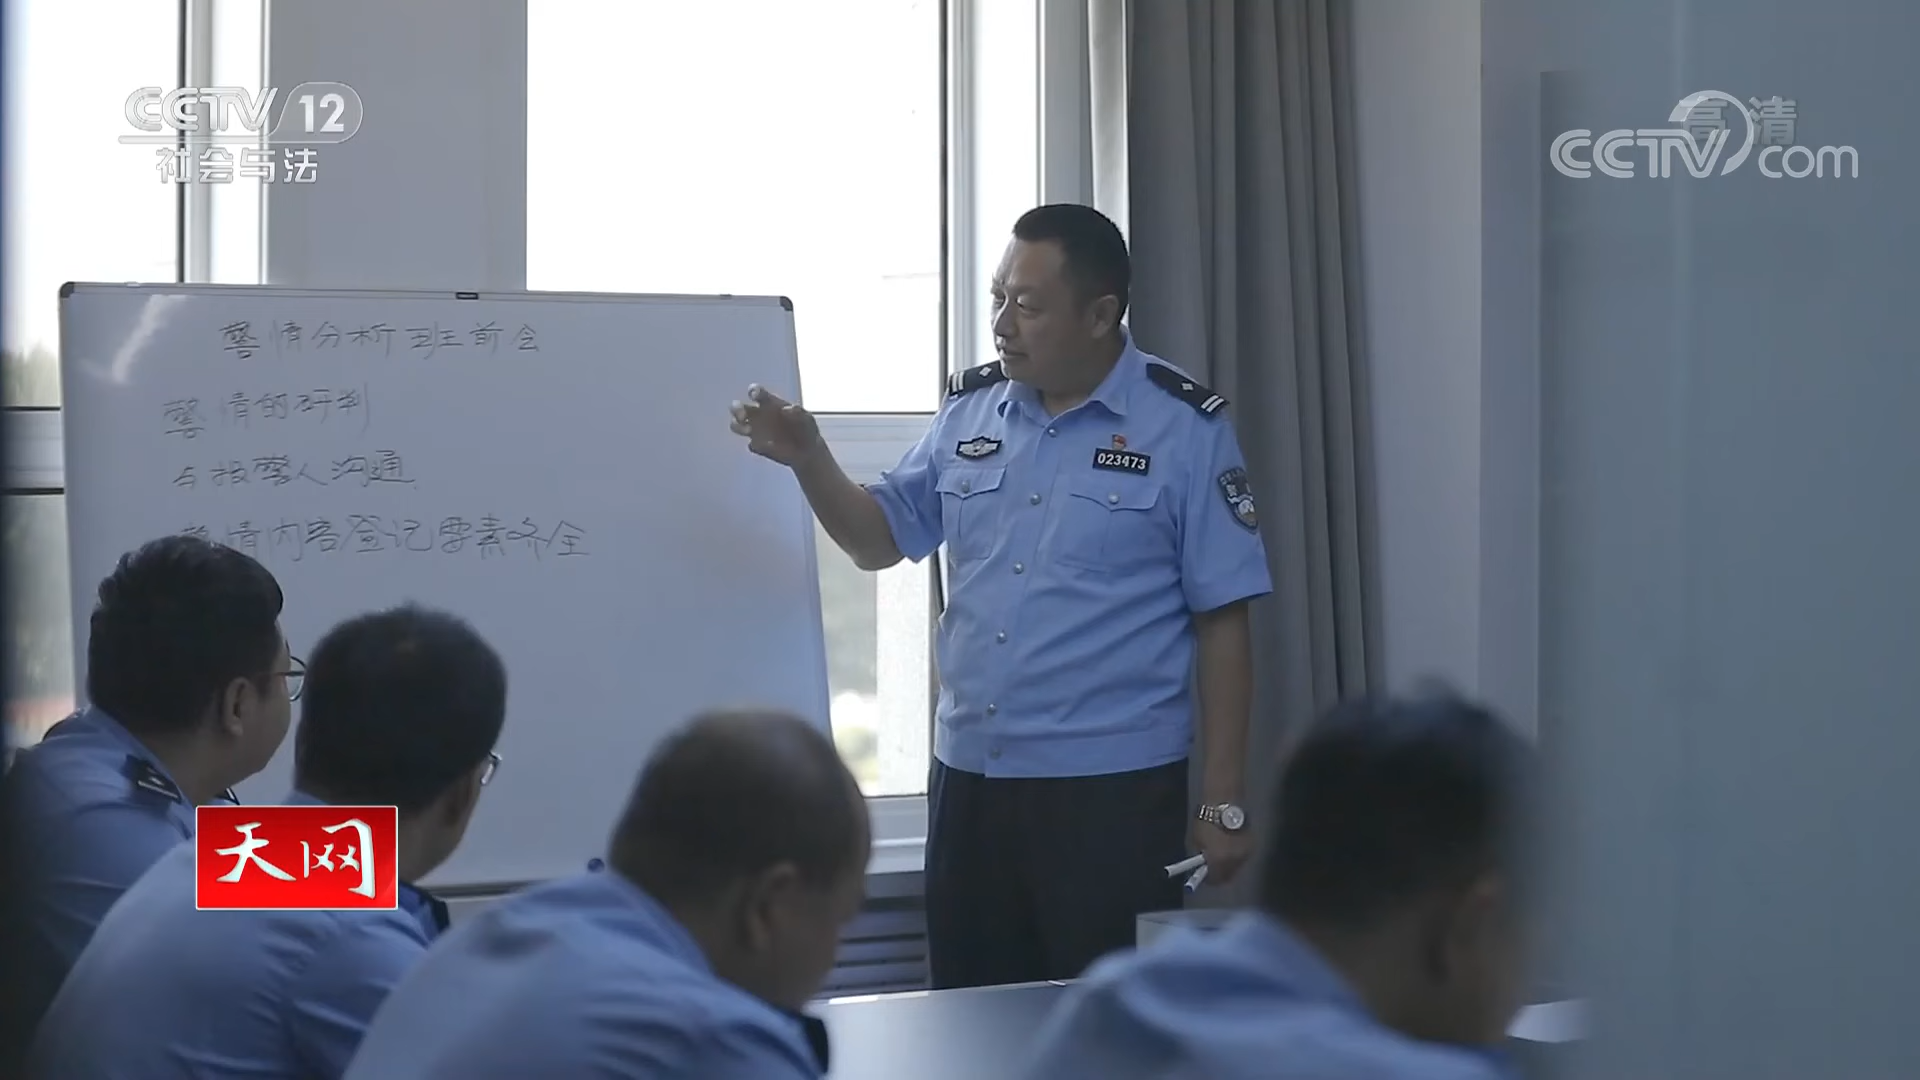 CCTV 12
社会与法
高清
CCTV com
警情分析班前会
警情的研判
与报警人沟通
警情内容登记要素齐全
023473
天网